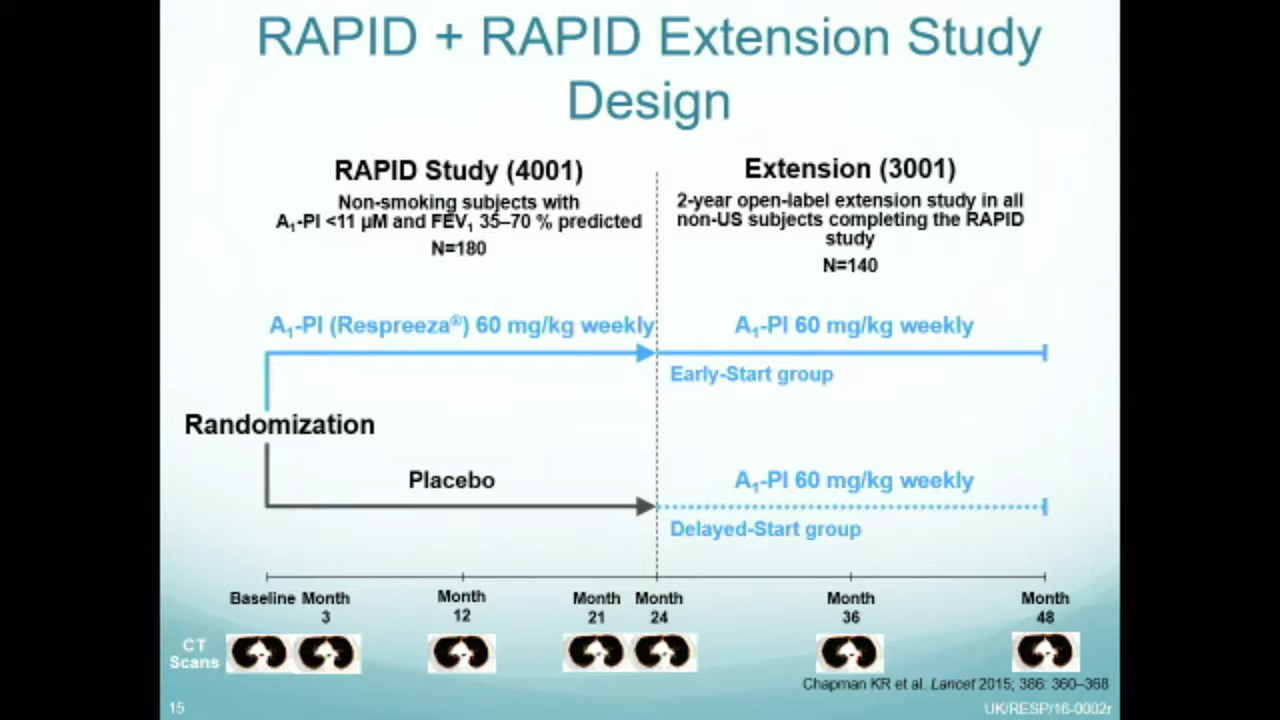 RAPID + RAPID Extension Study
Design
RAPID Study (4001)
Non-smoking subjects with
A₁-PI <11 µM and FEV₁ 35–70 % predicted
N=180
Extension (3001)
2-year open-label extension study in all
non-US subjects completing the RAPID
study
N=140
A₁-PI (Respreeza®) 60 mg/kg weekly
A₁-PI 60 mg/kg weekly
Early-Start group
Randomization
Placebo
A₁-PI 60 mg/kg weekly
Delayed-Start group
Baseline
Month
3
Month
12
Month
21
Month
24
Month
36
Month
48
CT
Scans
Chapman KR et al. Lancet 2015; 386: 360–368
15
UK/RESP/16-0002r